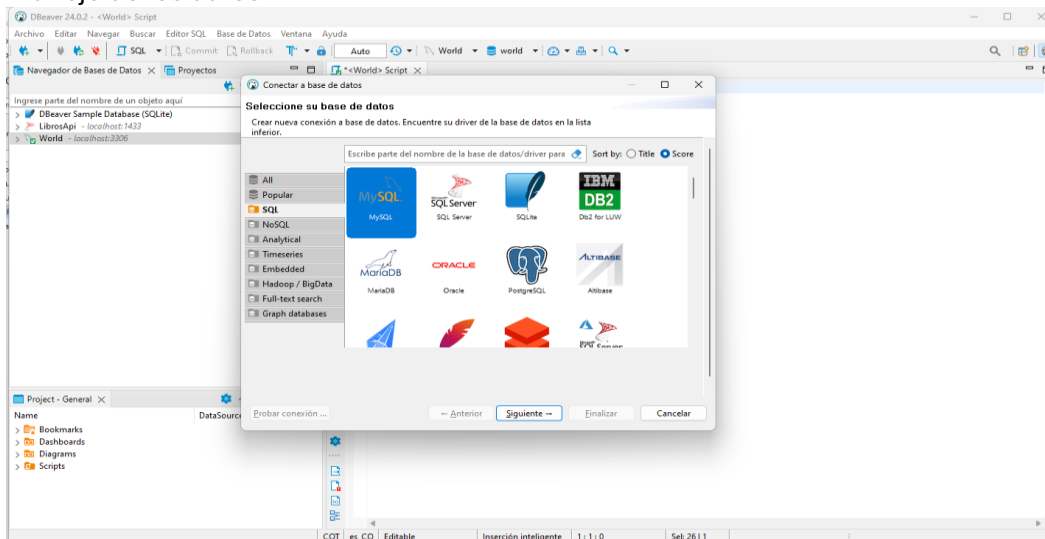 DBeaver 24.0.2 - <World> Script
Archivo Editar Navegar Buscar Editor SQL Base de Datos Ventana Ayuda
SQL Commit Rollback Auto World world
Navegador de Bases de Datos Proyectos *<World> Script
Ingrese parte del nombre de un objeto aquí
DBeaver Sample Database (SQLite)
LibrosApi - localhost:1433
World - localhost:3306
Conectar a base de datos
Seleccione su base de datos
Crear nueva conexión a base de datos. Encuentre su driver de la base de datos en la lista
inferior.
Escribe parte del nombre de la base de datos/driver para Sort by: Title Score
All
Popular
SQL
NoSQL
Analytical
Timeseries
Embedded
Hadoop / BigData
Full-text search
Graph databases
MySQL SQL Server IBM
DB2
MySQL SQL Server SQLite Db2 for LUW
MariaDB ORACLE ALTIBASE
MariaDB Oracle PostgreSQL Altibase
SQL Server
Probar conexión ... ← Anterior Siguiente → Finalizar Cancelar
Project - General
Name DataSource
Bookmarks
Dashboards
Diagrams
Scripts
COT es_CO Editable Inserción inteligente 1 : 1 : 0 Sel: 26 | 1